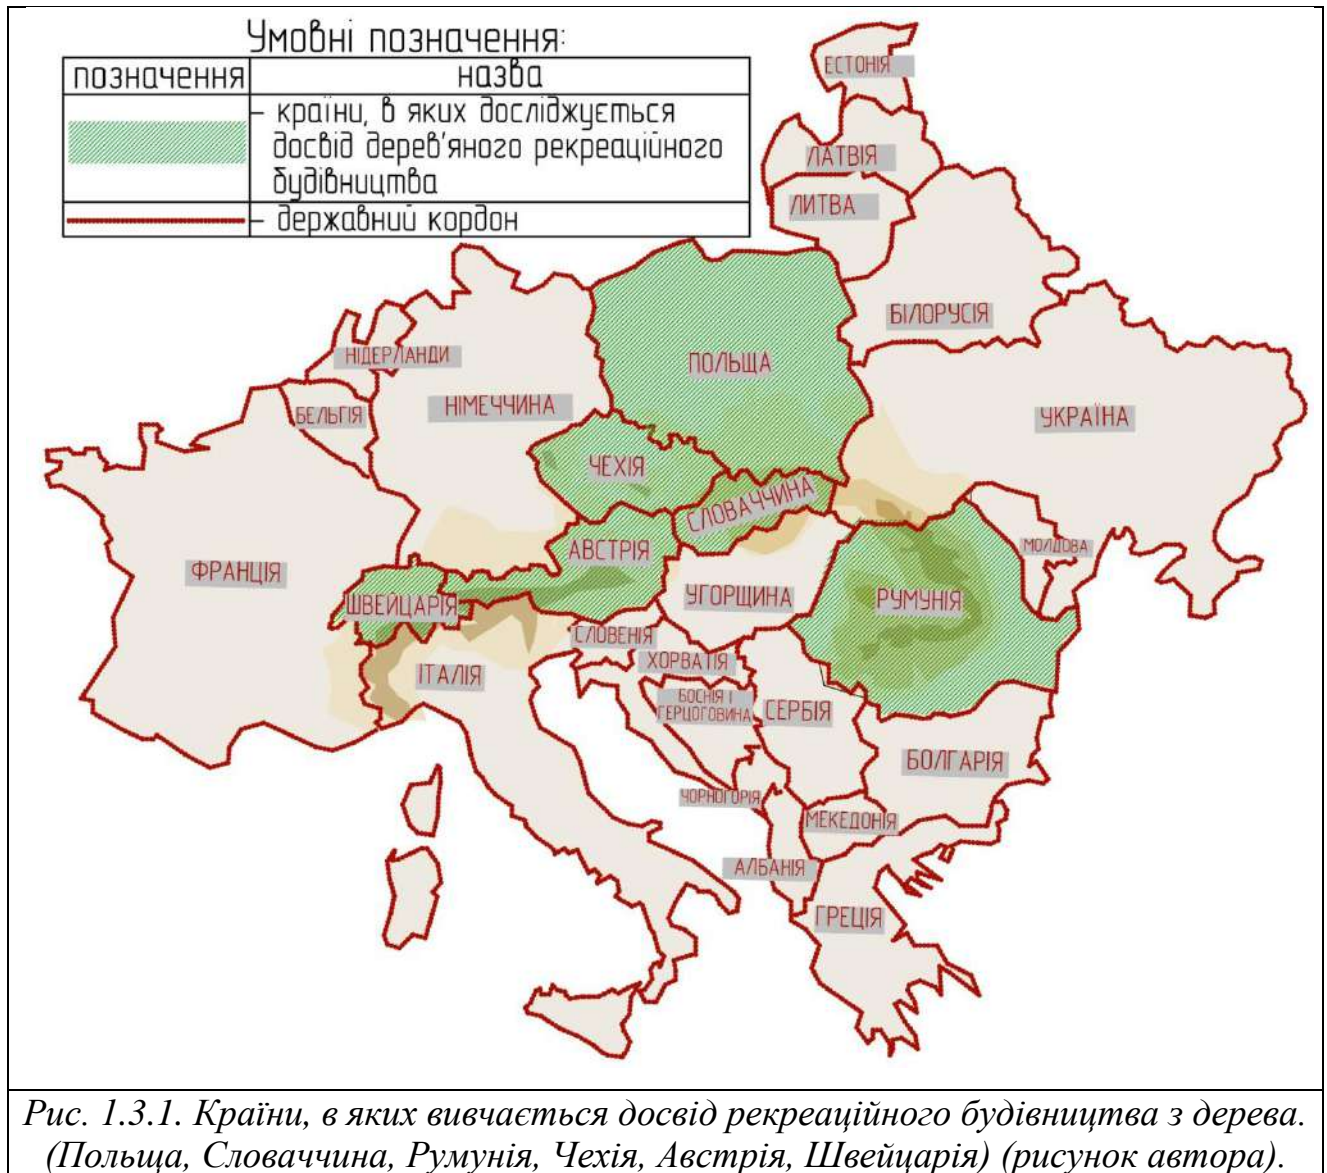 Умовні позначення:
позначення
назва
– країни, в яких досліджується
досвід дерев'яного рекреаційного
будівництва
– державний кордон
ЕСТОНІЯ
ЛАТВІЯ
ЛИТВА
БІЛОРУСІЯ
НІДЕРЛАНДИ
ПОЛЬЩА
БЕЛЬГІЯ
НІМЕЧЧИНА
УКРАЇНА
ЧЕХІЯ
СЛОВАЧЧИНА
АВСТРІЯ
МОЛДОВА
ФРАНЦІЯ
ШВЕЙЦАРІЯ
УГОРЩИНА
РУМУНІЯ
СЛОВЕНІЯ
ХОРВАТІЯ
ІТАЛІЯ
БОСНІЯ І
ГЕРЦОГОВИНА
СЕРБІЯ
БОЛГАРІЯ
ЧОРНОГОРІЯ
МЕКЕДОНІЯ
АЛБАНІЯ
ГРЕЦІЯ
Рис. 1.3.1. Країни, в яких вивчається досвід рекреаційного будівництва з дерева.
(Польща, Словаччина, Румунія, Чехія, Австрія, Швейцарія) (рисунок автора).